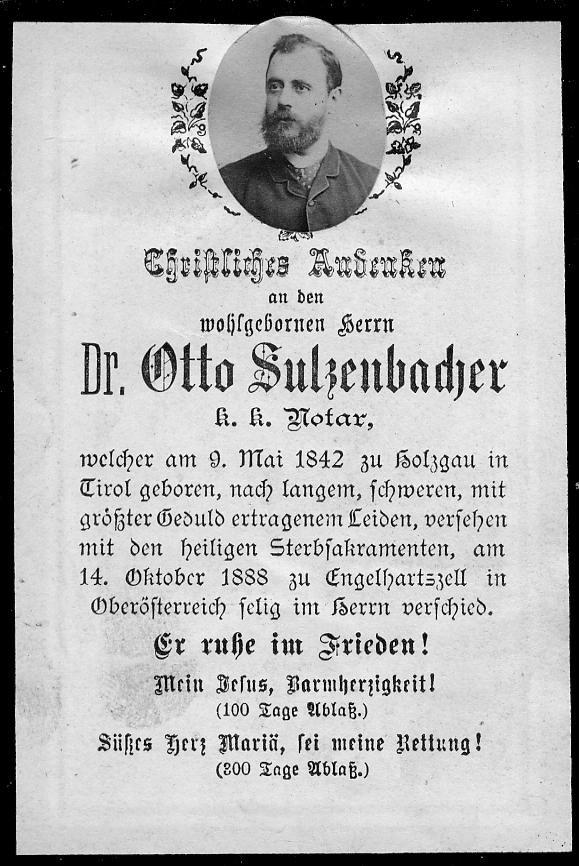 Christliches Andenken
an den
wohlgebornen Herrn
Dr. Otto Sulzenbacher
k. k. Notar,
welcher am 9. Mai 1842 zu Holzgau in
Tirol geboren, nach langem, schweren, mit
größter Geduld ertragenem Leiden, versehen
mit den heiligen Sterbsakramenten, am
14. Oktober 1888 zu Engelhartszell in
Oberösterreich selig im Herrn verschied.
Er ruhe im Frieden!
Mein Jesus, Barmherzigkeit!
(100 Tage Ablaß.)
Süßes Herz Mariä, sei meine Rettung!
(300 Tage Ablaß.)